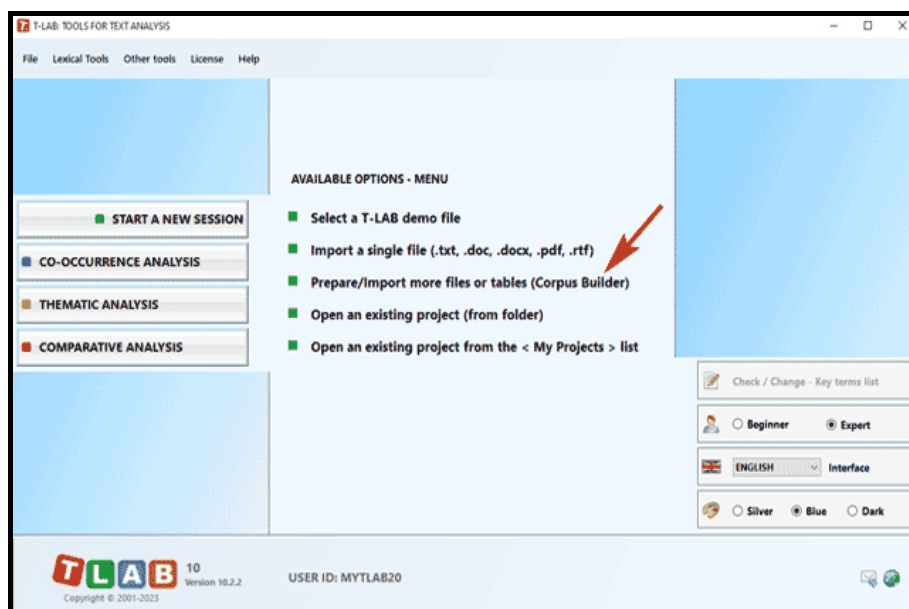 T-LAB: TOOLS FOR TEXT ANALYSIS
File Lexical Tools Other tools License Help
AVAILABLE OPTIONS - MENU
START A NEW SESSION
CO-OCCURRENCE ANALYSIS
THEMATIC ANALYSIS
COMPARATIVE ANALYSIS
Select a T-LAB demo file
Import a single file (.txt, .doc, .docx, .pdf, .rtf)
Prepare/Import more files or tables (Corpus Builder)
Open an existing project (from folder)
Open an existing project from the < My Projects > list
Check / Change - Key terms list
Beginner Expert
ENGLISH Interface
Silver Blue Dark
TLAB 10
Version 10.2.2
Copyright © 2001-2023
USER ID: MYTLAB20